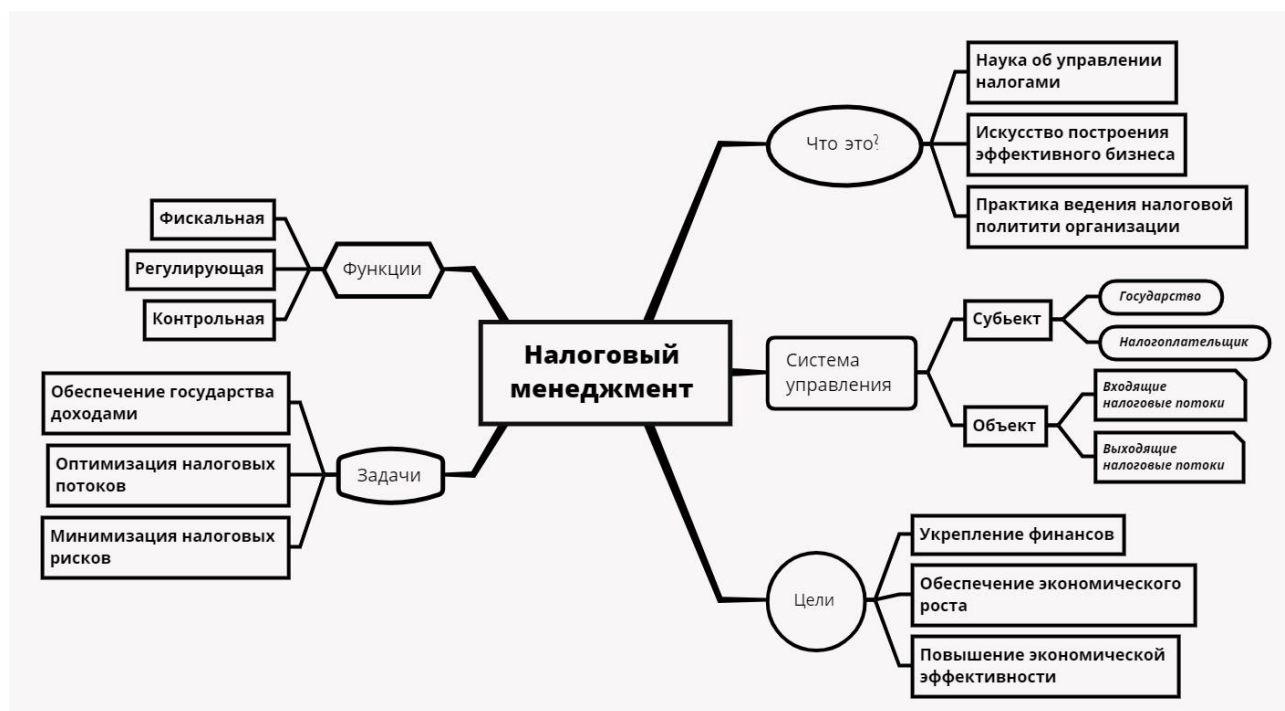 Налоговый
менеджмент
Что это?
Наука об управлении
налогами
Искусство построения
эффективного бизнеса
Практика ведения налоговой
политити организации
Система
управления
Субьект
Государство
Налогоплательщик
Объект
Входящие
налоговые потоки
Выходящие
налоговые потоки
Цели
Укрепление финансов
Обеспечение экономического
роста
Повышение экономической
эффективности
Функции
Фискальная
Регулирующая
Контрольная
Задачи
Обеспечение государства
доходами
Оптимизация налоговых
потоков
Минимизация налоговых
рисков